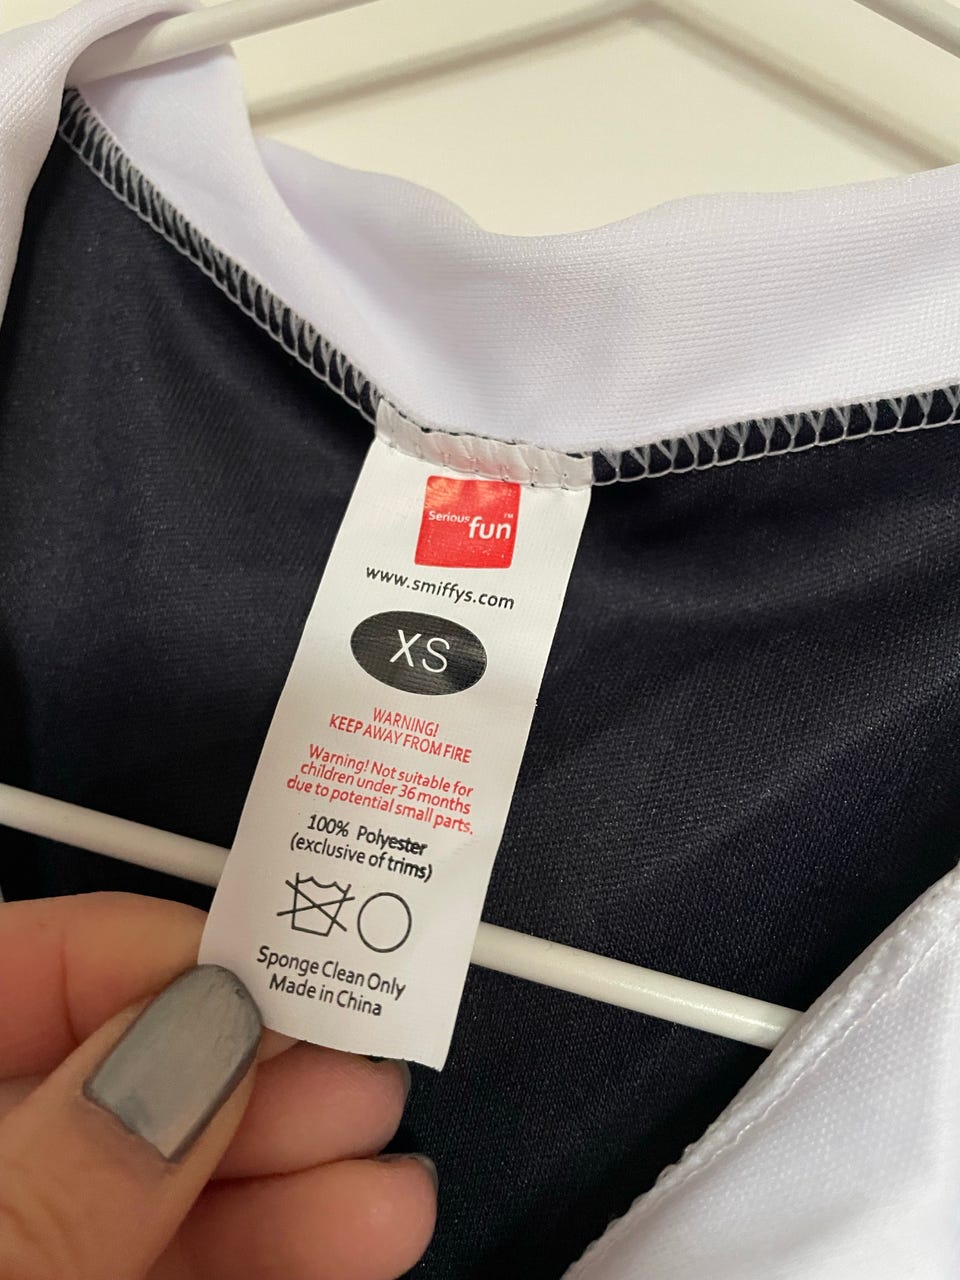 Serious fun™
www.smiffys.com
XS
WARNING!
KEEP AWAY FROM FIRE
Warning! Not suitable for
children under 36 months
due to potential small parts.
100% Polyester
(exclusive of trims)
Sponge Clean Only
Made in China